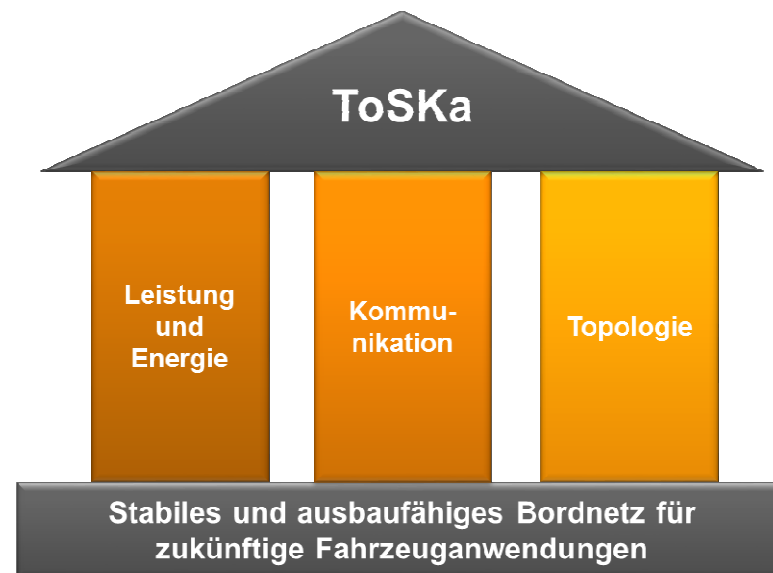 ToSKa
Leistung
und
Energie
Kommu-
nikation
Topologie
Stabiles und ausbaufähiges Bordnetz für
zukünftige Fahrzeuganwendungen